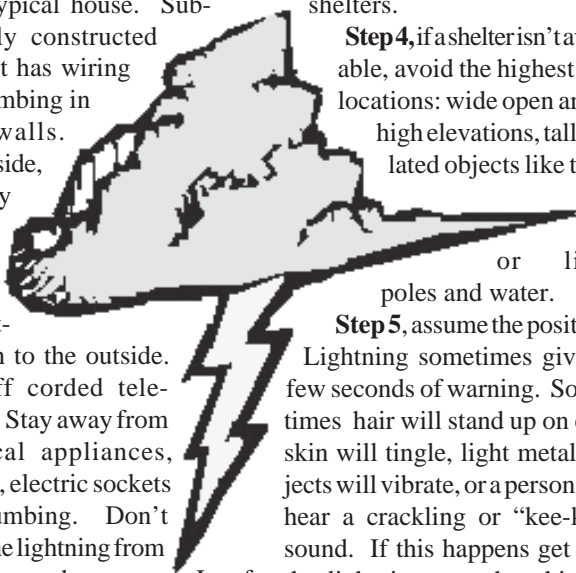 ypical house. Sub-
ly constructed
t has wiring
mbing in
walls.
side,
y
t-
n to the outside.
ff corded tele-
Stay away from
cal appliances,
, electric sockets
umbing. Don't
ne lightning from
shelters.
Step 4, if a shelter isn't av
able, avoid the highest
locations: wide open ar
high elevations, tall
lated objects like t
or li
poles and water.
Step 5, assume the posit
Lightning sometimes giv
few seconds of warning. So
times hair will stand up on
skin will tingle, light metal
jects will vibrate, or a person
hear a crackling or “kee-k
sound. If this happens get